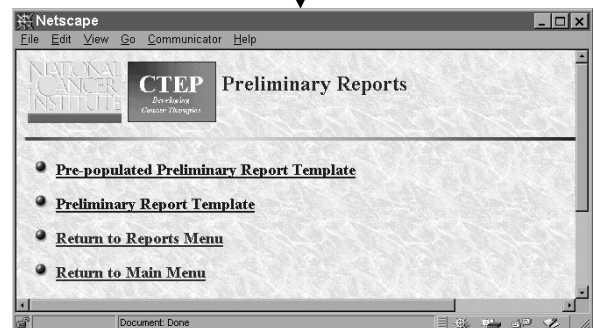 Netscape
File Edit View Go Communicator Help
NATIONAL
CANCER
INSTITUTE
CTEP
Developing
Cancer Therapies
Preliminary Reports
Pre-populated Preliminary Report Template
Preliminary Report Template
Return to Reports Menu
Return to Main Menu
Document: Done